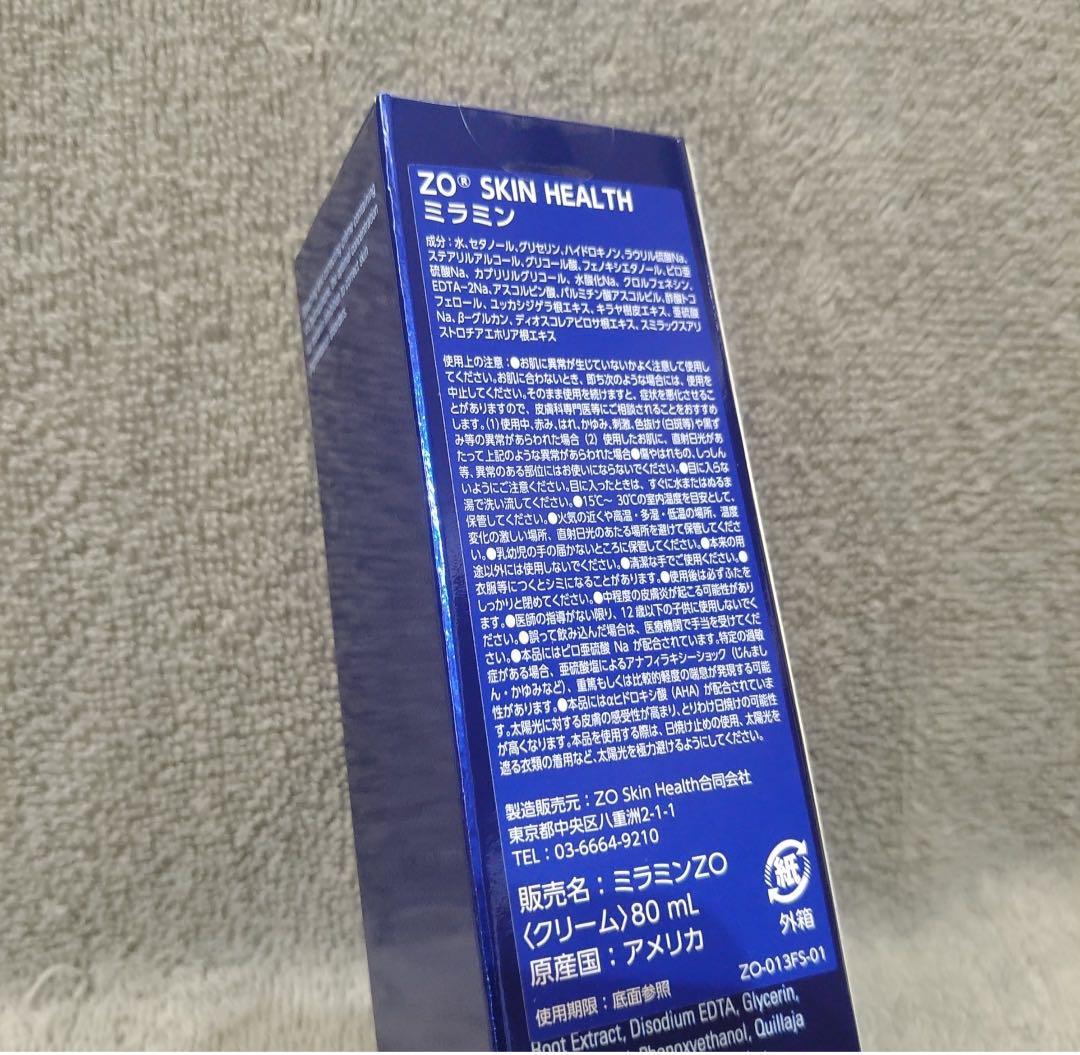 ZO® SKIN HEALTH
ミラミン
成分：水、セタノール、グリセリン、ハイドロキノン、ラウリル硫酸Na、
ステアリルアルコール、グリコール酸、フェノキシエタノール、ピロ亜
硫酸Na、カプリリルグリコール、水酸化Na、クロルフェネシン、
EDTA-2Na、アスコルビン酸、パルミチン酸アスコルビル、酢酸トコ
フェロール、ユッカシジゲラ根エキス、キラヤ樹皮エキス、亜硫酸
Na、β-グルカン、ディオスコレアビロサ根エキス、スミラックスアリ
ストロチアエホリア根エキス
使用上の注意：●お肌に異常が生じていないかよく注意して使用し
てください。お肌に合わないとき、即ち次のような場合には、使用を
中止してください。そのまま使用を続けますと、症状を悪化させるこ
とがありますので、皮膚科専門医等にご相談されることをおすすめ
します。(1)使用中、赤み、はれ、かゆみ、刺激、色抜け(白斑等)や黒ず
み等の異常があらわれた場合 (2) 使用したお肌に、直射日光があ
たって上記のような異常があらわれた場合●傷やはれもの、しっしん
等、異常のある部位にはお使いにならないでください。●目に入らな
いようにご注意ください。目に入ったときは、すぐに水またはぬるま
湯で洗い流してください。●15℃～ 30℃の室内温度を目安として、
保管してください。●火気の近くや高温・多湿・低温の場所、温度
変化の激しい場所、直射日光のあたる場所を避けて保管してくださ
い。●乳幼児の手の届かないところに保管してください。●本来の用
途以外には使用しないでください。●清潔な手でご使用ください。●
衣服等につくとシミになることがあります。●使用後は必ずふたを
しっかりと閉めてください。●中程度の皮膚炎が起こる可能性があり
ます。●医師の指導がない限り、12歳以下の子供に使用しないでく
ださい。●誤って飲み込んだ場合は、医療機関で手当を受けてくだ
さい。●本品にはピロ亜硫酸 Na が配合されています。特定の過敏
症がある場合、亜硫酸塩によるアナフィラキシーショック (じんまし
ん・かゆみなど)、重篤もしくは比較的軽度の喘息が発現する可能
性があります。●本品にはαヒドロキシ酸 (AHA) が配合されていま
す。太陽光に対する皮膚の感受性が高まり、とりわけ日焼けの可能性
が高くなります。本品を使用する際は、日焼け止めの使用、太陽光を
遮る衣類の着用など、太陽光を極力避けるようにしてください。
製造販売元：ZO Skin Health合同会社
東京都中央区八重洲2-1-1
TEL：03-6664-9210
販売名：ミラミンZO
〈クリーム〉80 mL
原産国：アメリカ
紙
外箱
ZO-013FS-01
使用期限：底面参照
Root Extract, Disodium EDTA, Glycerin,
Phenoxyethanol, Quillaja